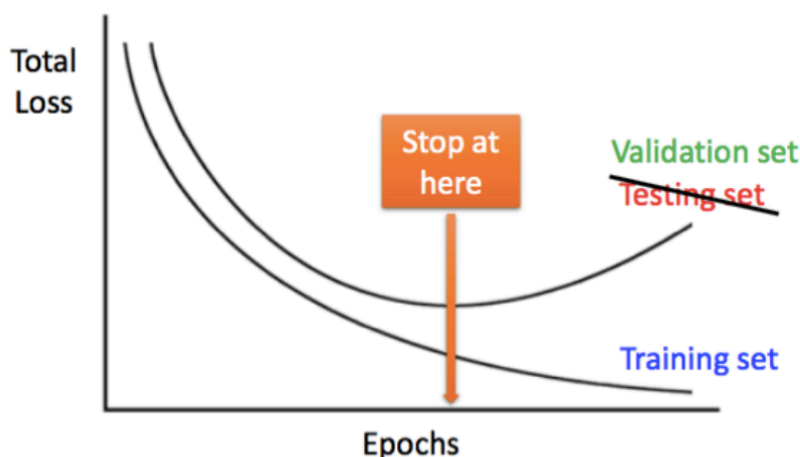 Total
Loss
Stop at
here
Validation set
Testing set
Training set
Epochs